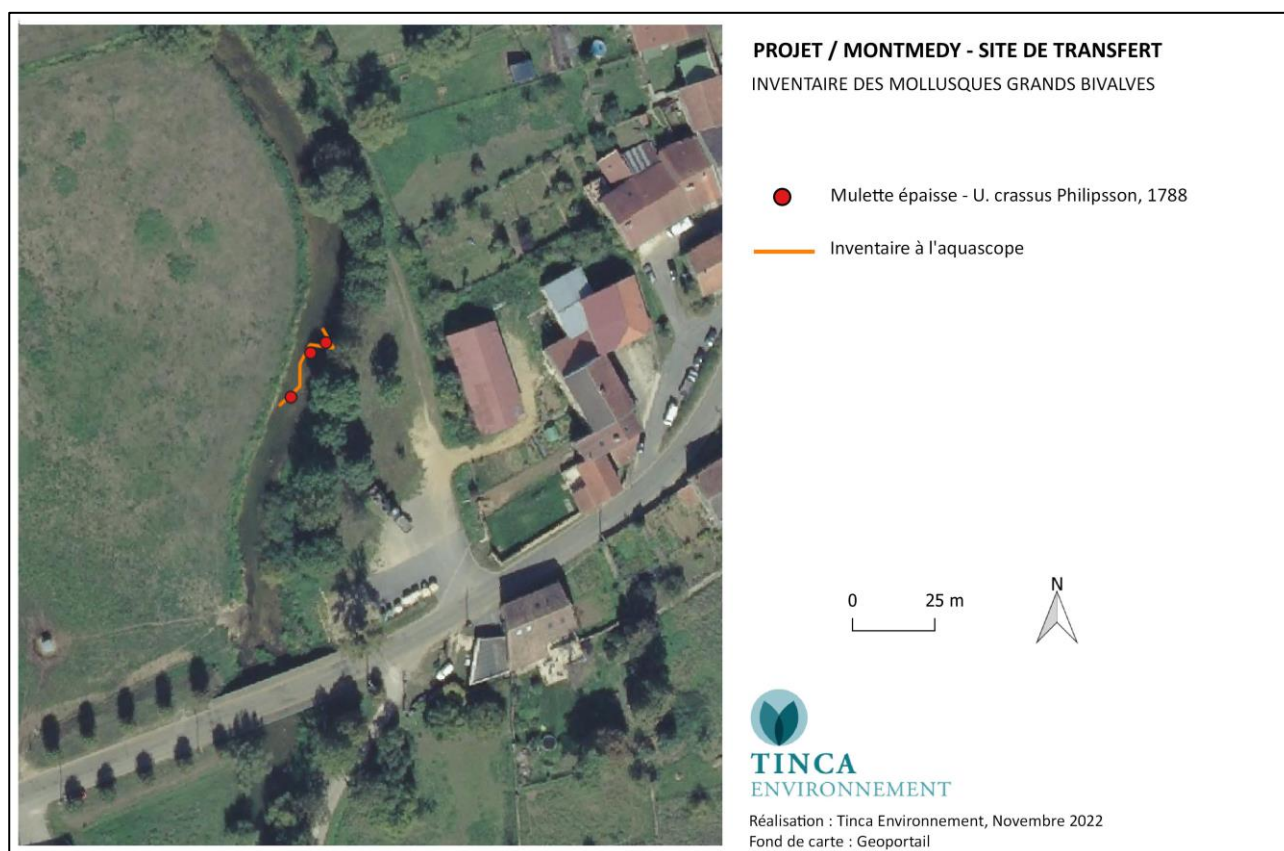 PROJET / MONTMEDY - SITE DE TRANSFERT
INVENTAIRE DES MOLLUSQUES GRANDS BIVALVES
Mulette épaisse - U. crassus Philipsson, 1788
Inventaire à l'aquascope
0 25 m
N
TINCA
ENVIRONNEMENT
Réalisation : Tinca Environnement, Novembre 2022
Fond de carte : Geoportail